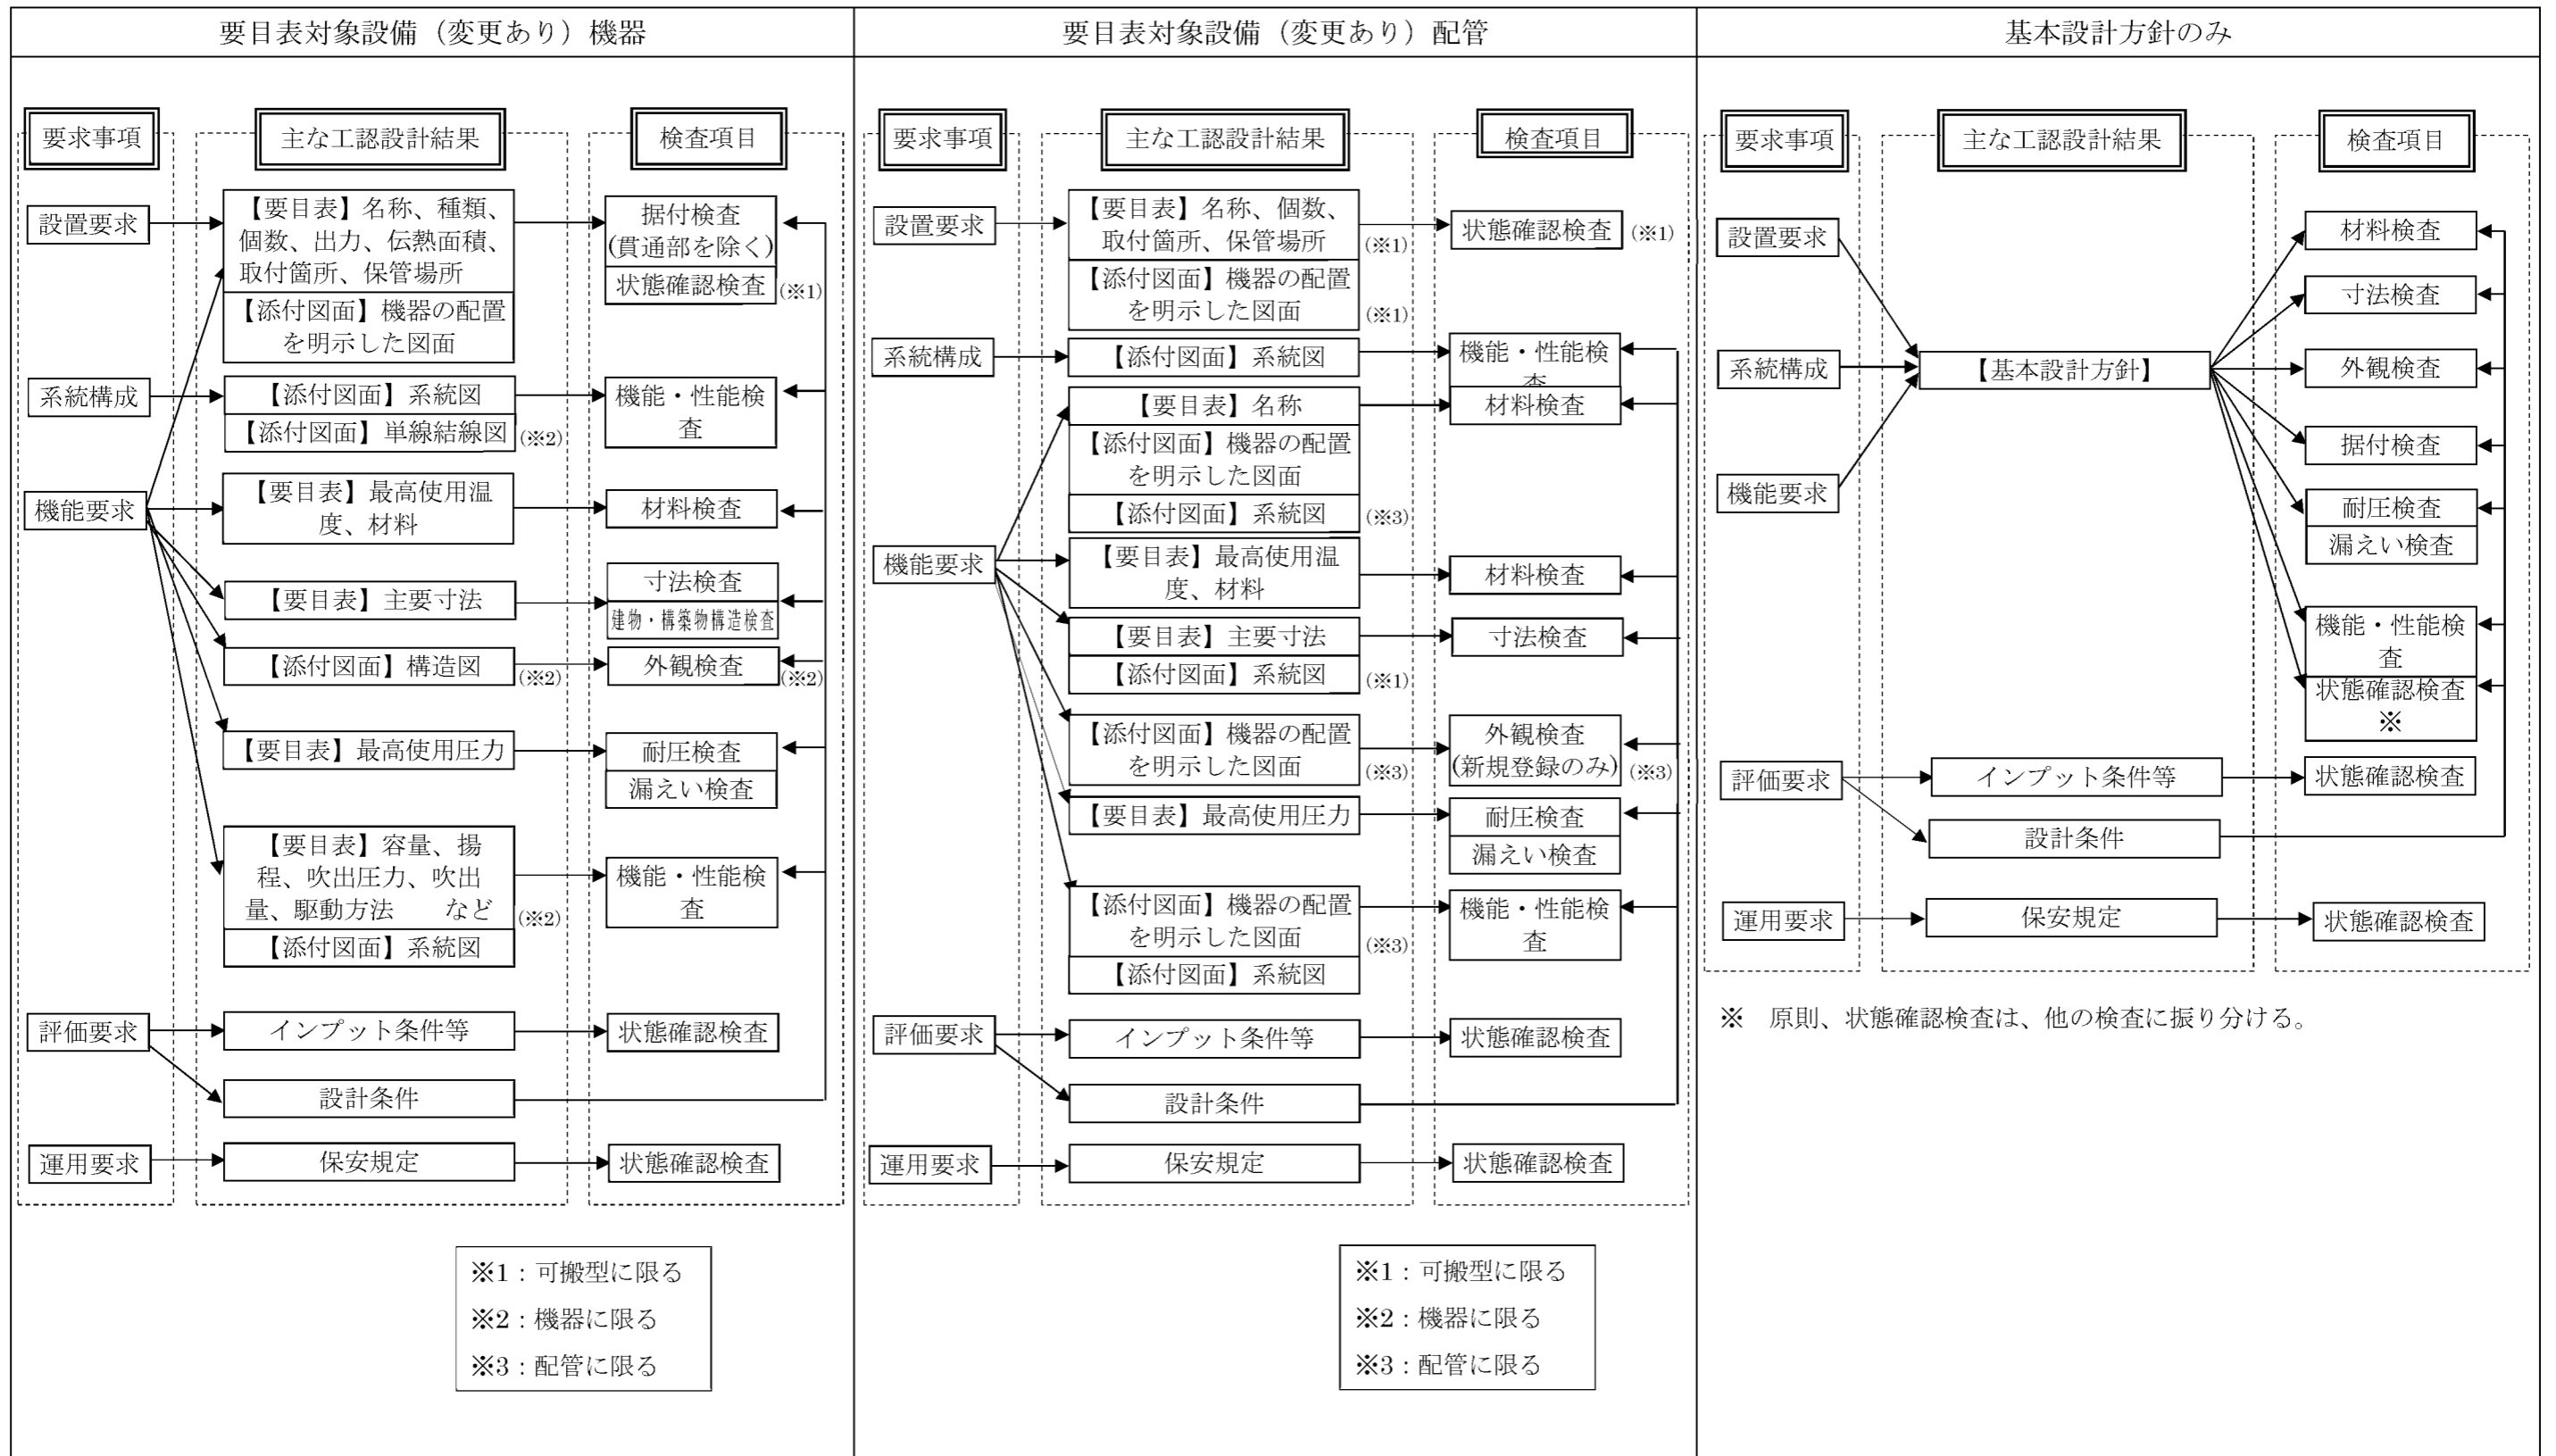 要目表対象設備（変更あり）機器
要求事項
主な工認設計結果
検査項目
設置要求
【要目表】名称、種類、
個数、出力、伝熱面積、
取付箇所、保管場所
【添付図面】機器の配置
を明示した図面
据付検査
(貫通部を除く)
状態確認検査
(※1)
系統構成
【添付図面】系統図
【添付図面】単線結線図
(※2)
機能・性能検
査
機能要求
【要目表】最高使用温
度、材料
材料検査
【要目表】主要寸法
寸法検査
建物・構築物構造検査
【添付図面】構造図
(※2)
外観検査
(※2)
【要目表】最高使用圧力
耐圧検査
漏えい検査
【要目表】容量、揚
程、吹出圧力、吹出
量、駆動方法　　など
(※2)
【添付図面】系統図
機能・性能検
査
評価要求
インプット条件等
状態確認検査
設計条件
運用要求
保安規定
状態確認検査
※1：可搬型に限る
※2：機器に限る
※3：配管に限る
要目表対象設備（変更あり）配管
要求事項
主な工認設計結果
検査項目
設置要求
【要目表】名称、個数、
取付箇所、保管場所
(※1)
【添付図面】機器の配置
を明示した図面
(※1)
状態確認検査
(※1)
系統構成
【添付図面】系統図
機能・性能検
査
【要目表】名称
材料検査
【添付図面】機器の配置
を明示した図面
【添付図面】系統図
(※3)
機能要求
【要目表】最高使用温
度、材料
材料検査
【要目表】主要寸法
寸法検査
【添付図面】系統図
(※1)
【添付図面】機器の配置
を明示した図面
(※3)
外観検査
(新規登録のみ)
(※3)
【要目表】最高使用圧力
耐圧検査
漏えい検査
【添付図面】機器の配置
を明示した図面
(※3)
【添付図面】系統図
機能・性能検
査
評価要求
インプット条件等
状態確認検査
設計条件
運用要求
保安規定
状態確認検査
※1：可搬型に限る
※2：機器に限る
※3：配管に限る
基本設計方針のみ
要求事項
主な工認設計結果
検査項目
設置要求
系統構成
機能要求
【基本設計方針】
材料検査
寸法検査
外観検査
据付検査
耐圧検査
漏えい検査
機能・性能検
査
状態確認検査
※
評価要求
インプット条件等
状態確認検査
設計条件
運用要求
保安規定
状態確認検査
※　原則、状態確認検査は、他の検査に振り分ける。